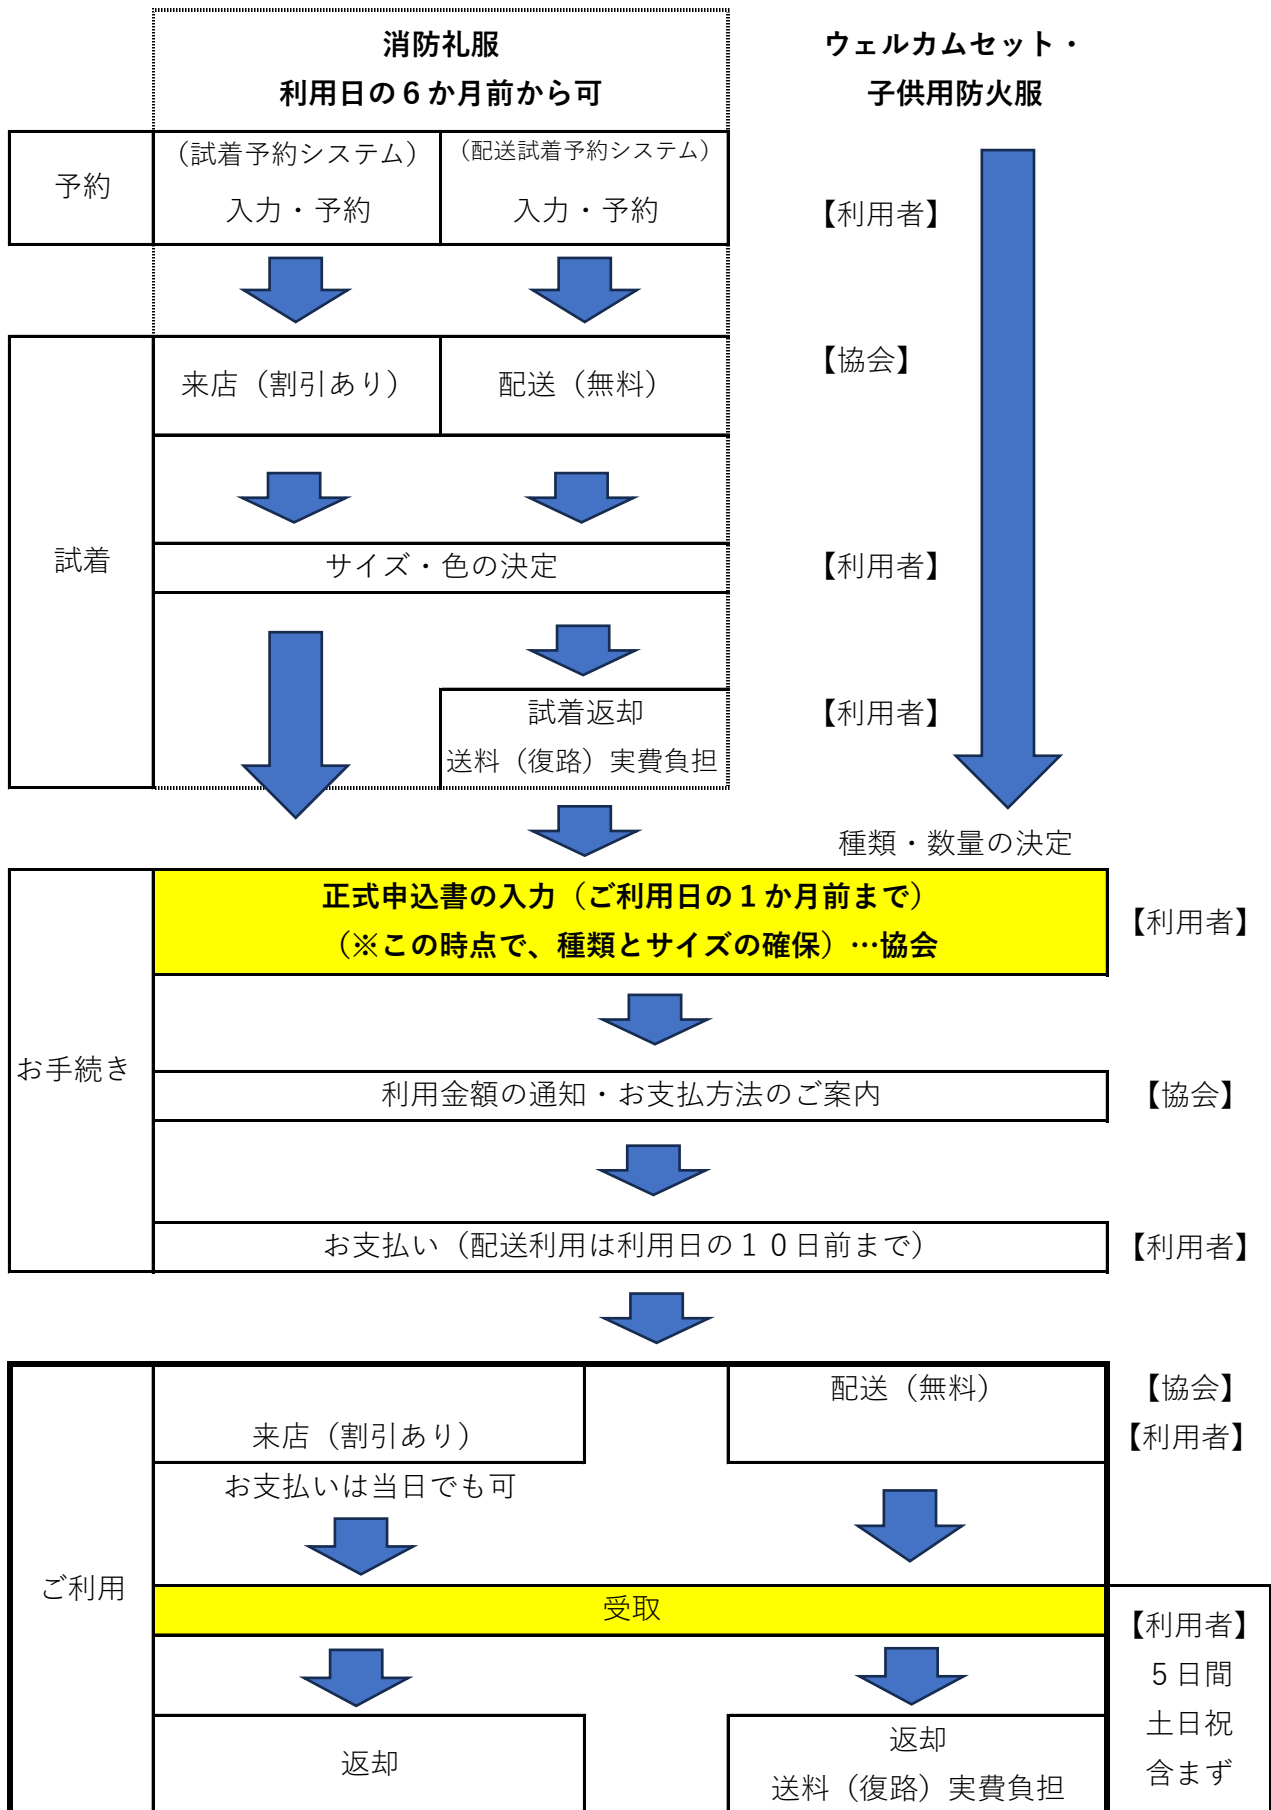 消防礼服
利用日の６か月前から可
ウェルカムセット・
子供用防火服
予約
（試着予約システム）
入力・予約
（配送試着予約システム）
入力・予約
【利用者】
試着
来店（割引あり）
配送（無料）
【協会】
サイズ・色の決定
【利用者】
試着返却
送料（復路）実費負担
【利用者】
種類・数量の決定
お手続き
正式申込書の入力（ご利用日の１か月前まで）
（※この時点で、種類とサイズの確保）…協会
【利用者】
利用金額の通知・お支払方法のご案内
【協会】
お支払い（配送利用は利用日の１０日前まで）
【利用者】
ご利用
来店（割引あり）
お支払いは当日でも可
配送（無料）
【協会】
【利用者】
受取
【利用者】
５日間
土日祝
含まず
返却
返却
送料（復路）実費負担